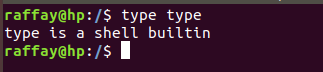 raffay@hp:/$ type type
type is a shell builtin
raffay@hp:/$